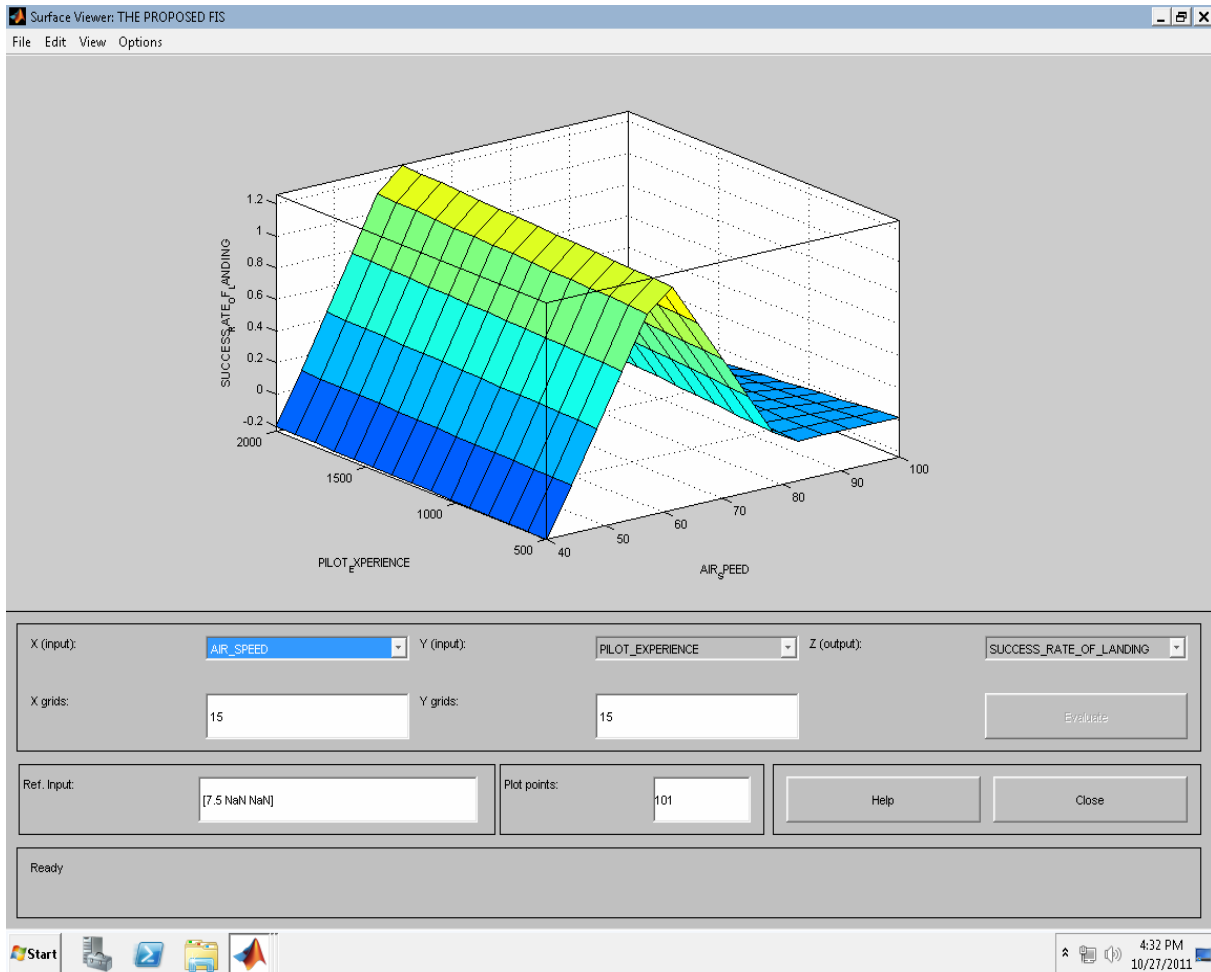 Surface Viewer: THE PROPOSED FIS
File Edit View Options
1.2
1
0.8
0.6
0.4
0.2
0
-0.2
SUCCESS_RATE_OF_LANDING
2000
1500
1000
500
PILOT_EXPERIENCE
40
50
60
70
80
90
100
AIR_SPEED
X (input): AIR_SPEED Y (input): PILOT_EXPERIENCE Z (output): SUCCESS_RATE_OF_LANDING
X grids: 15 Y grids: 15 Evaluate
Ref. Input: [7.5 NaN NaN] Plot points: 101 Help Close
Ready
Start 4:32 PM
10/27/2011